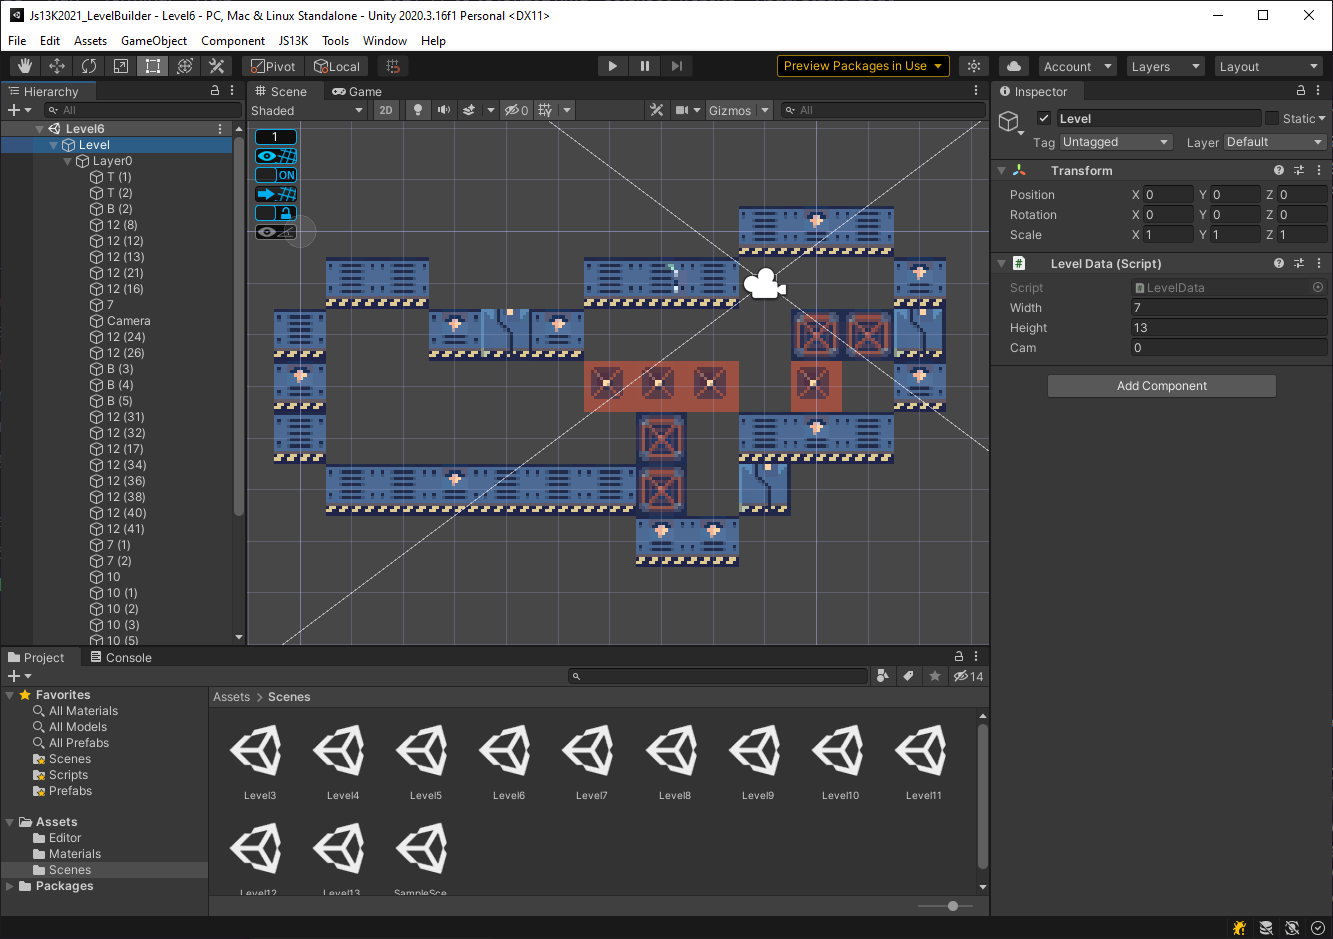 Js13K2021_LevelBuilder - Level6 - PC, Mac & Linux Standalone - Unity 2020.3.16f1 Personal <DX11>
File Edit Assets GameObject Component JS13K Tools Window Help
Pivot Local Preview Packages in Use Account Layers Layout
Hierarchy Scene Game Inspector
All Shaded 2D 0 Gizmos All
Level Static
Tag Untagged Layer Default
Level6
Level
Layer0
T (1)
T (2)
B (2)
12 (8)
12 (12)
12 (13)
12 (21)
12 (16)
7
Camera
12 (24)
12 (26)
B (3)
B (4)
B (5)
12 (31)
12 (32)
12 (17)
12 (34)
12 (36)
12 (38)
12 (40)
12 (41)
7 (1)
7 (2)
10
10 (1)
10 (2)
10 (3)
10 (5)
1
ON
Transform
Position X 0 Y 0 Z 0
Rotation X 0 Y 0 Z 0
Scale X 1 Y 1 Z 1
Level Data (Script)
Script LevelData
Width 7
Height 13
Cam 0
Add Component
Project Console
14
Favorites
All Materials
All Models
All Prefabs
Scenes
Scripts
Prefabs
Assets
Editor
Materials
Scenes
Packages
Assets > Scenes
Level3 Level4 Level5 Level6 Level7 Level8 Level9 Level10 Level11
Level12 Level13 SampleSce